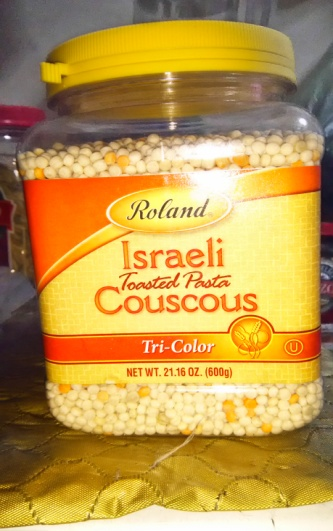 Roland
Israeli
Toasted Pasta
Couscous
Tri-Color
U
NET WT. 21.16 OZ. (600g)